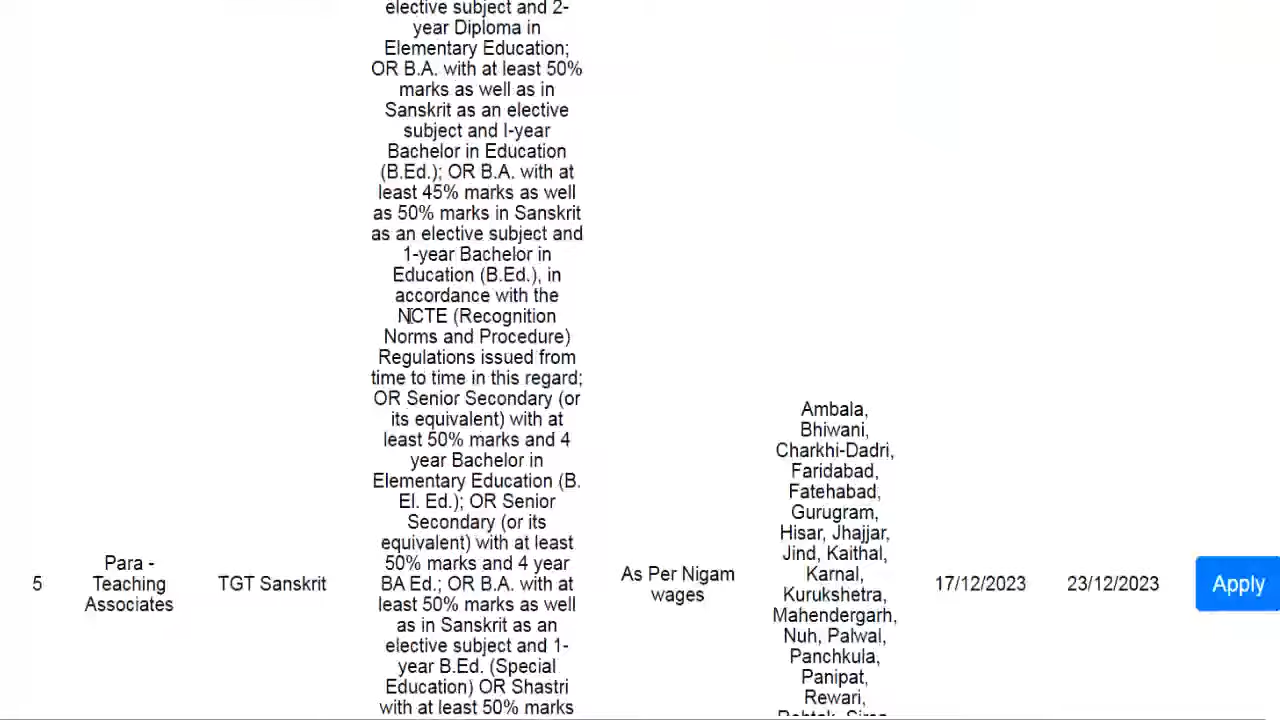 elective subject and 2-
year Diploma in
Elementary Education;
OR B.A. with at least 50%
marks as well as in
Sanskrit as an elective
subject and I-year
Bachelor in Education
(B.Ed.); OR B.A. with at
least 45% marks as well
as 50% marks in Sanskrit
as an elective subject and
1-year Bachelor in
Education (B.Ed.), in
accordance with the
NCTE (Recognition
Norms and Procedure)
Regulations issued from
time to time in this regard;
OR Senior Secondary (or
its equivalent) with at
least 50% marks and 4
year Bachelor in
Elementary Education (B.
El. Ed.); OR Senior
Secondary (or its
equivalent) with at least
50% marks and 4 year
BA Ed.; OR B.A. with at
least 50% marks as well
as in Sanskrit as an
elective subject and 1-
year B.Ed. (Special
Education) OR Shastri
with at least 50% marks
5
Para -
Teaching
Associates
TGT Sanskrit
As Per Nigam
wages
Ambala,
Bhiwani,
Charkhi-Dadri,
Faridabad,
Fatehabad,
Gurugram,
Hisar, Jhajjar,
Jind, Kaithal,
Karnal,
Kurukshetra,
Mahendergarh,
Nuh, Palwal,
Panchkula,
Panipat,
Rewari,
Rohtak, Sirsa,
17/12/2023
23/12/2023
Apply